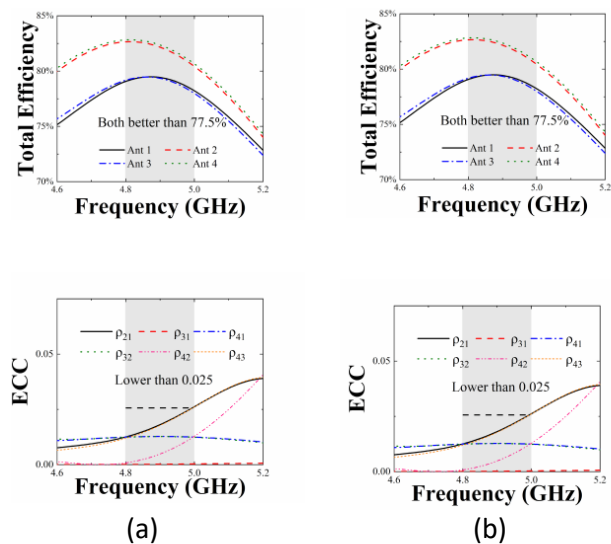 85%
80%
75%
70%
Total Efficiency
Both better than 77.5%
Ant 1 Ant 2
Ant 3 Ant 4
4.6 4.8 5.0 5.2
Frequency (GHz)
85%
80%
75%
70%
Total Efficiency
Both better than 77.5%
Ant 1 Ant 2
Ant 3 Ant 4
4.6 4.8 5.0 5.2
Frequency (GHz)
ρ21 ρ31 ρ41
ρ32 ρ42 ρ43
0.05
ECC
Lower than 0.025
0.00
4.6 4.8 5.0 5.2
Frequency (GHz)
(a)
ρ21 ρ31 ρ41
ρ32 ρ42 ρ43
0.05
ECC
Lower than 0.025
0.00
4.6 4.8 5.0 5.2
Frequency (GHz)
(b)